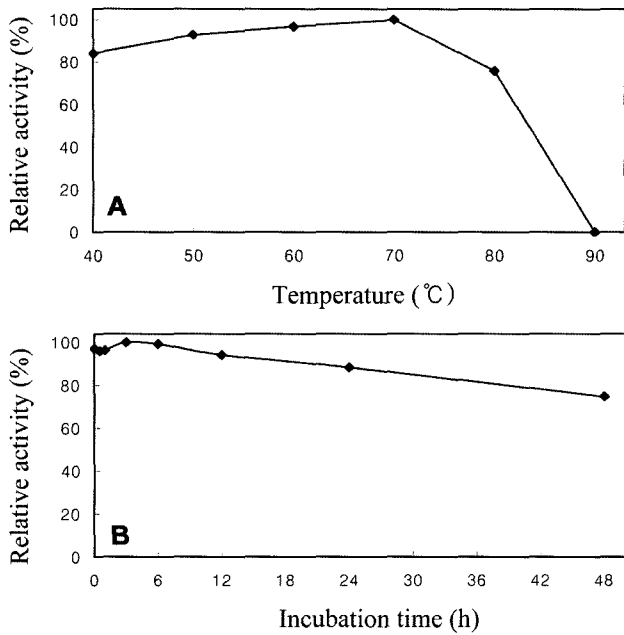 Relative activity (%)
100
80
60
40
20
0
A
40 50 60 70 80 90
Temperature (℃)
Relative activity (%)
100
80
60
40
20
0
B
0 6 12 18 24 30 36 42 48
Incubation time (h)